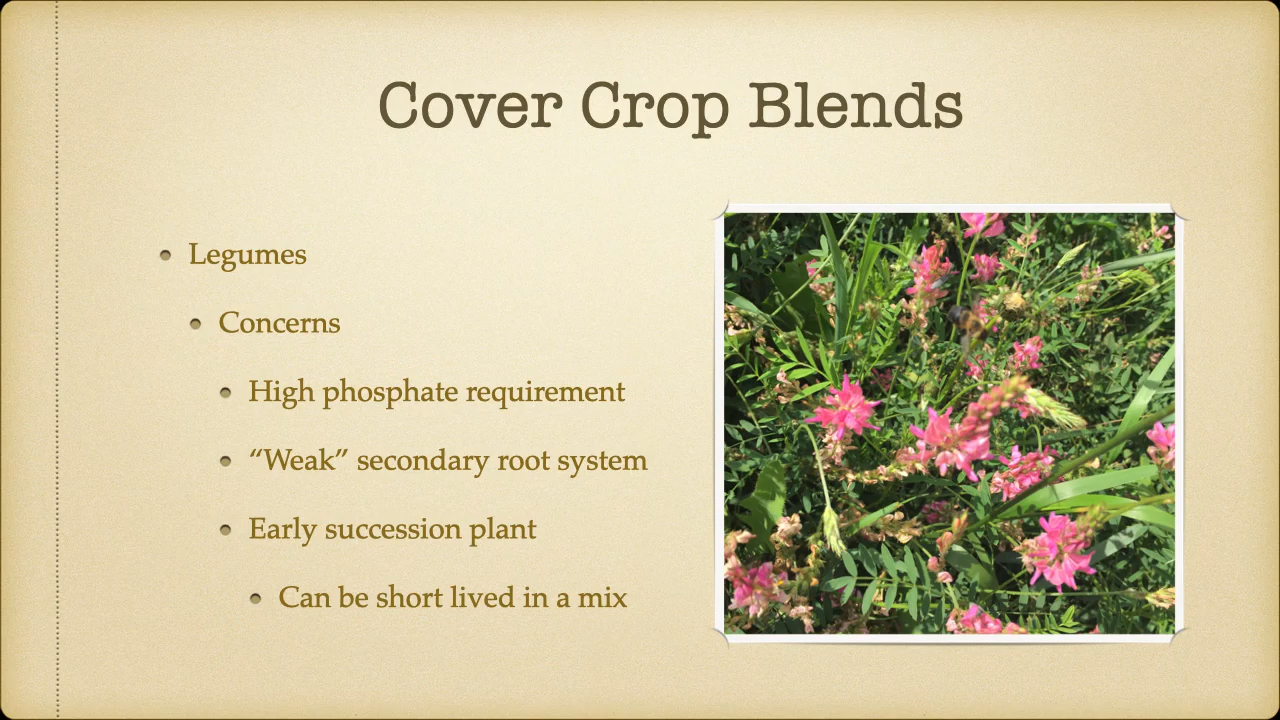 Cover Crop Blends
Legumes
Concerns
High phosphate requirement
“Weak” secondary root system
Early succession plant
Can be short lived in a mix